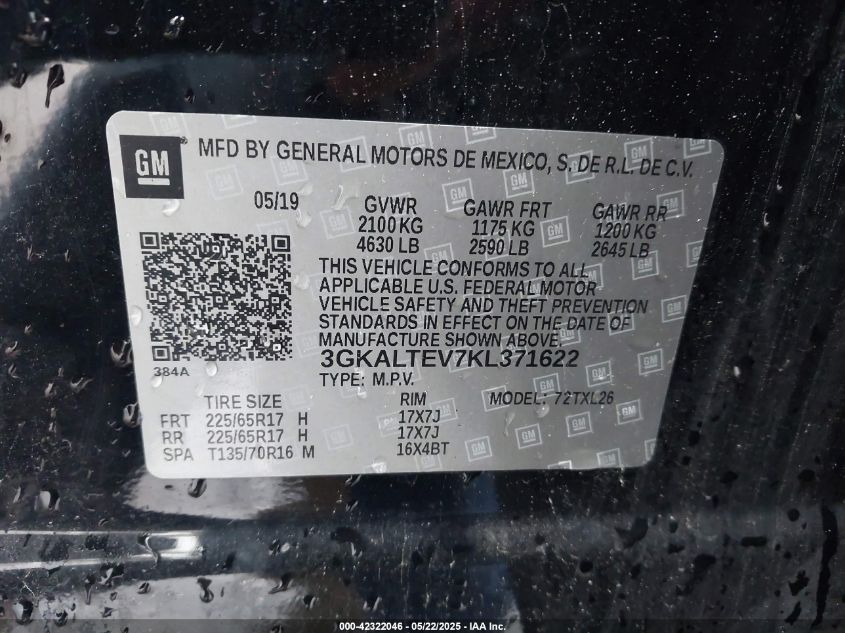 GM MFD BY GENERAL MOTORS DE MEXICO, S. DE R.L. DE C.V.
05/19 GVWR GAWR FRT GAWR RR
2100 KG 1175 KG 1200 KG
4630 LB 2590 LB 2645 LB
THIS VEHICLE CONFORMS TO ALL
APPLICABLE U.S. FEDERAL MOTOR
VEHICLE SAFETY AND THEFT PREVENTION
STANDARDS IN EFFECT ON THE DATE OF
MANUFACTURE SHOWN ABOVE.
3GKALTEV7KL371622
384A TYPE: M.P.V.
TIRE SIZE RIM MODEL: 72TXL26
FRT 225/65R17 H 17X7J
RR 225/65R17 H 17X7J
SPA T135/70R16 M 16X4BT
000-42322046 - 05/22/2025 - IAA Inc.